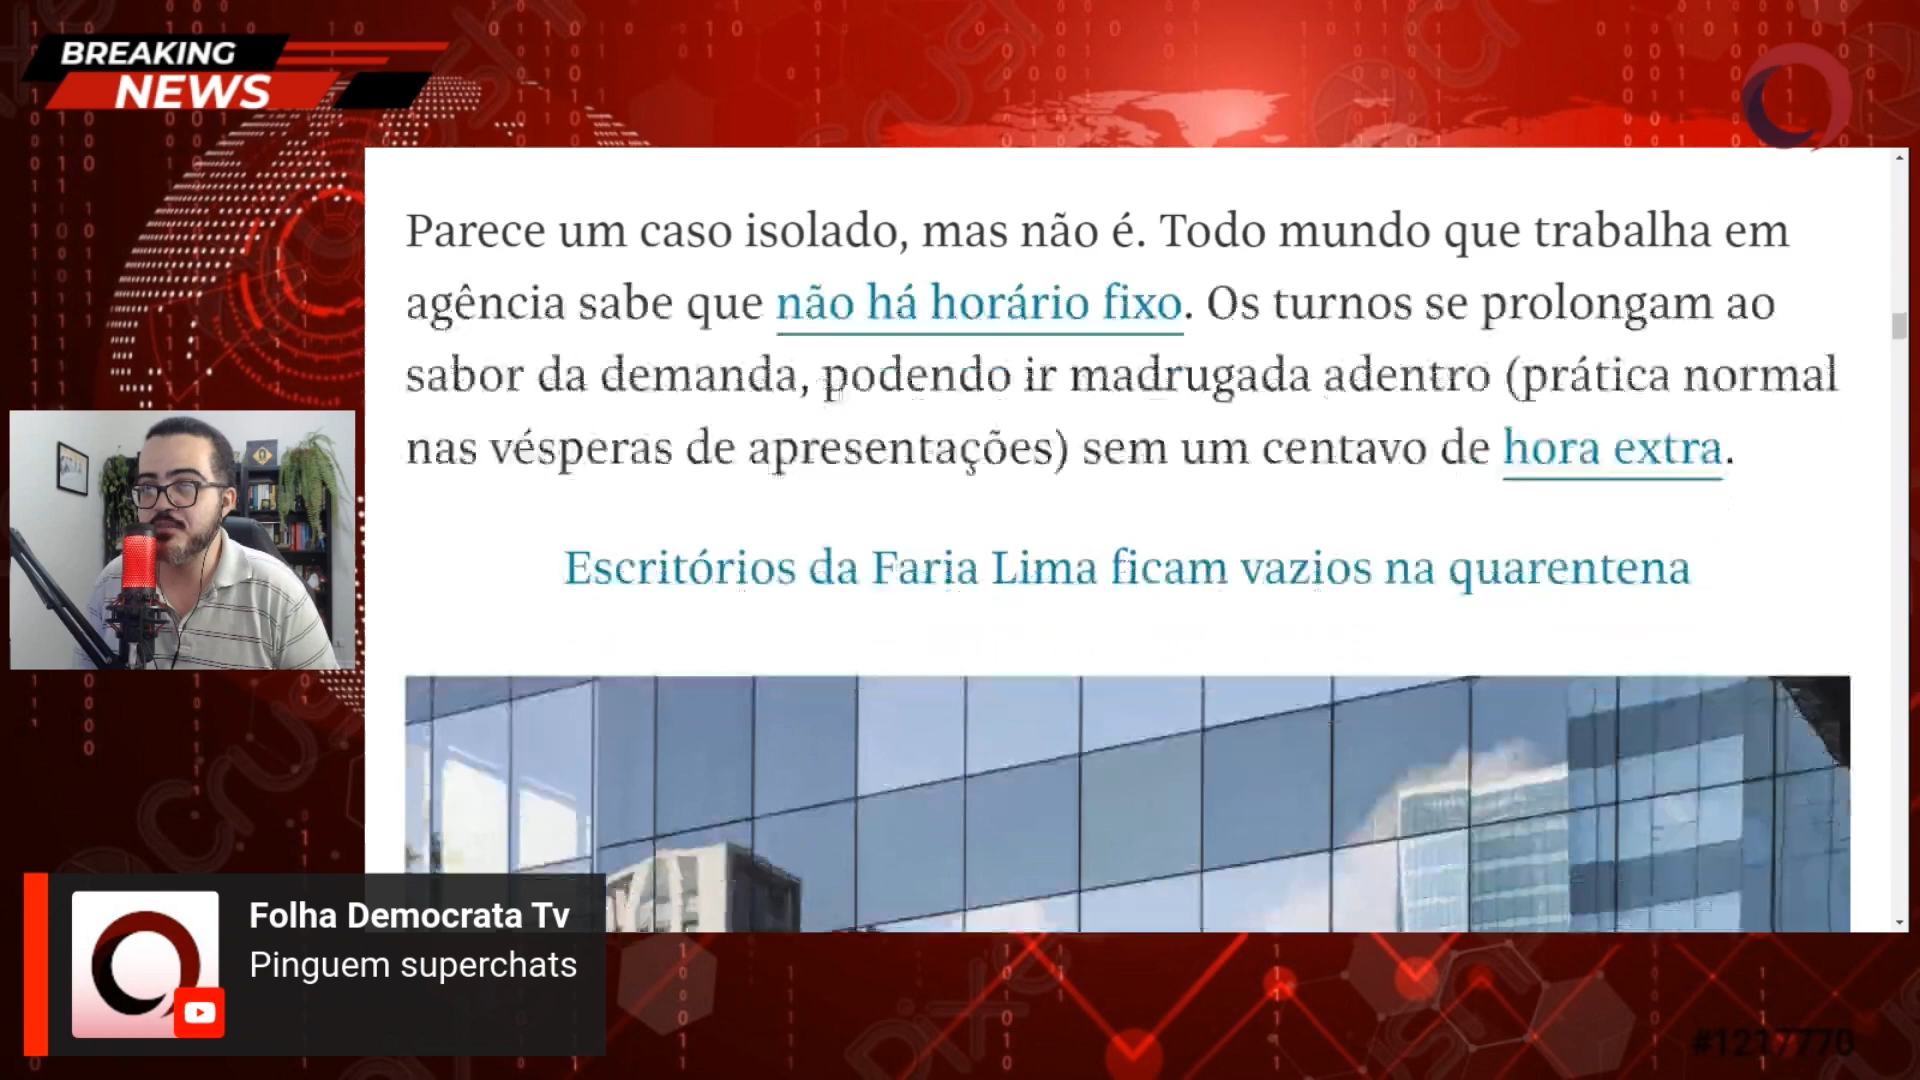 BREAKING
NEWS
Parece um caso isolado, mas não é. Todo mundo que trabalha em
agência sabe que não há horário fixo. Os turnos se prolongam ao
sabor da demanda, podendo ir madrugada adentro (prática normal
nas vésperas de apresentações) sem um centavo de hora extra.
Escritórios da Faria Lima ficam vazios na quarentena
Folha Democrata Tv
Pinguem superchats
#1217770